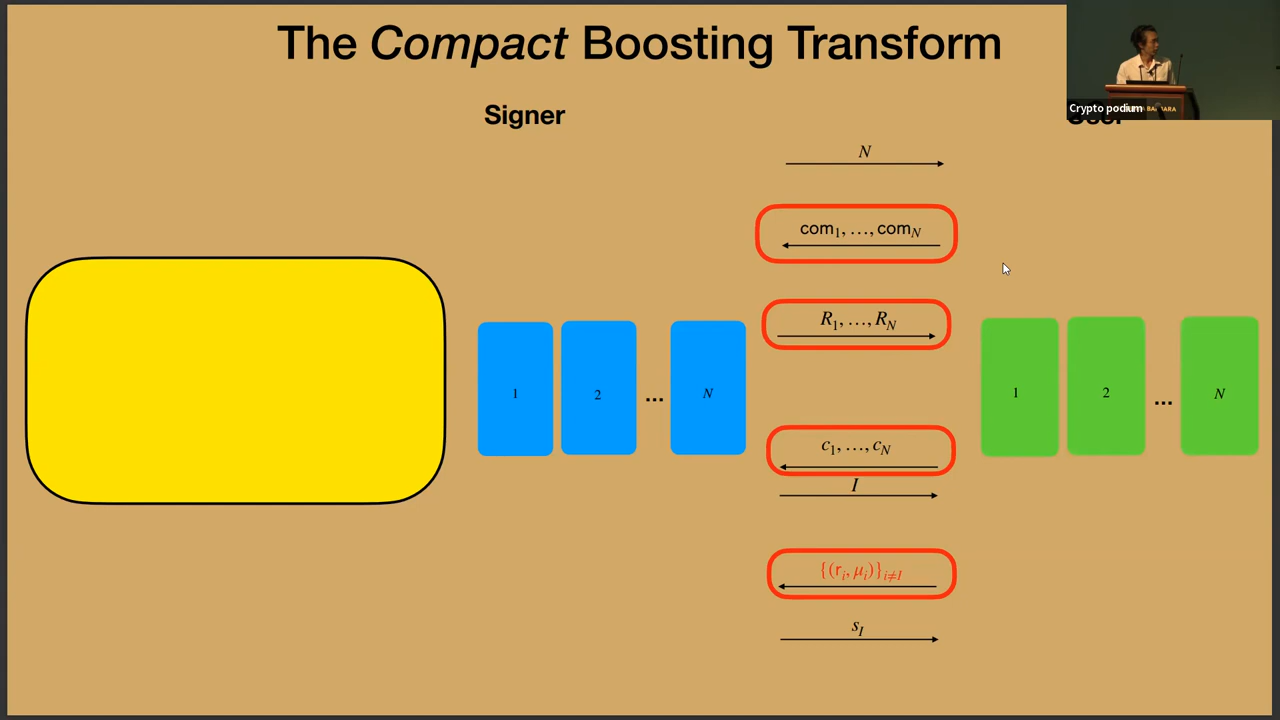 The Compact Boosting Transform
Crypto podium
Signer
N
com₁, …, com_N
R₁, …, R_N
1 2 ... N
1 2 ... N
c₁, …, c_N
I
{(r_i, μ_i)}_{i≠I}
s_I